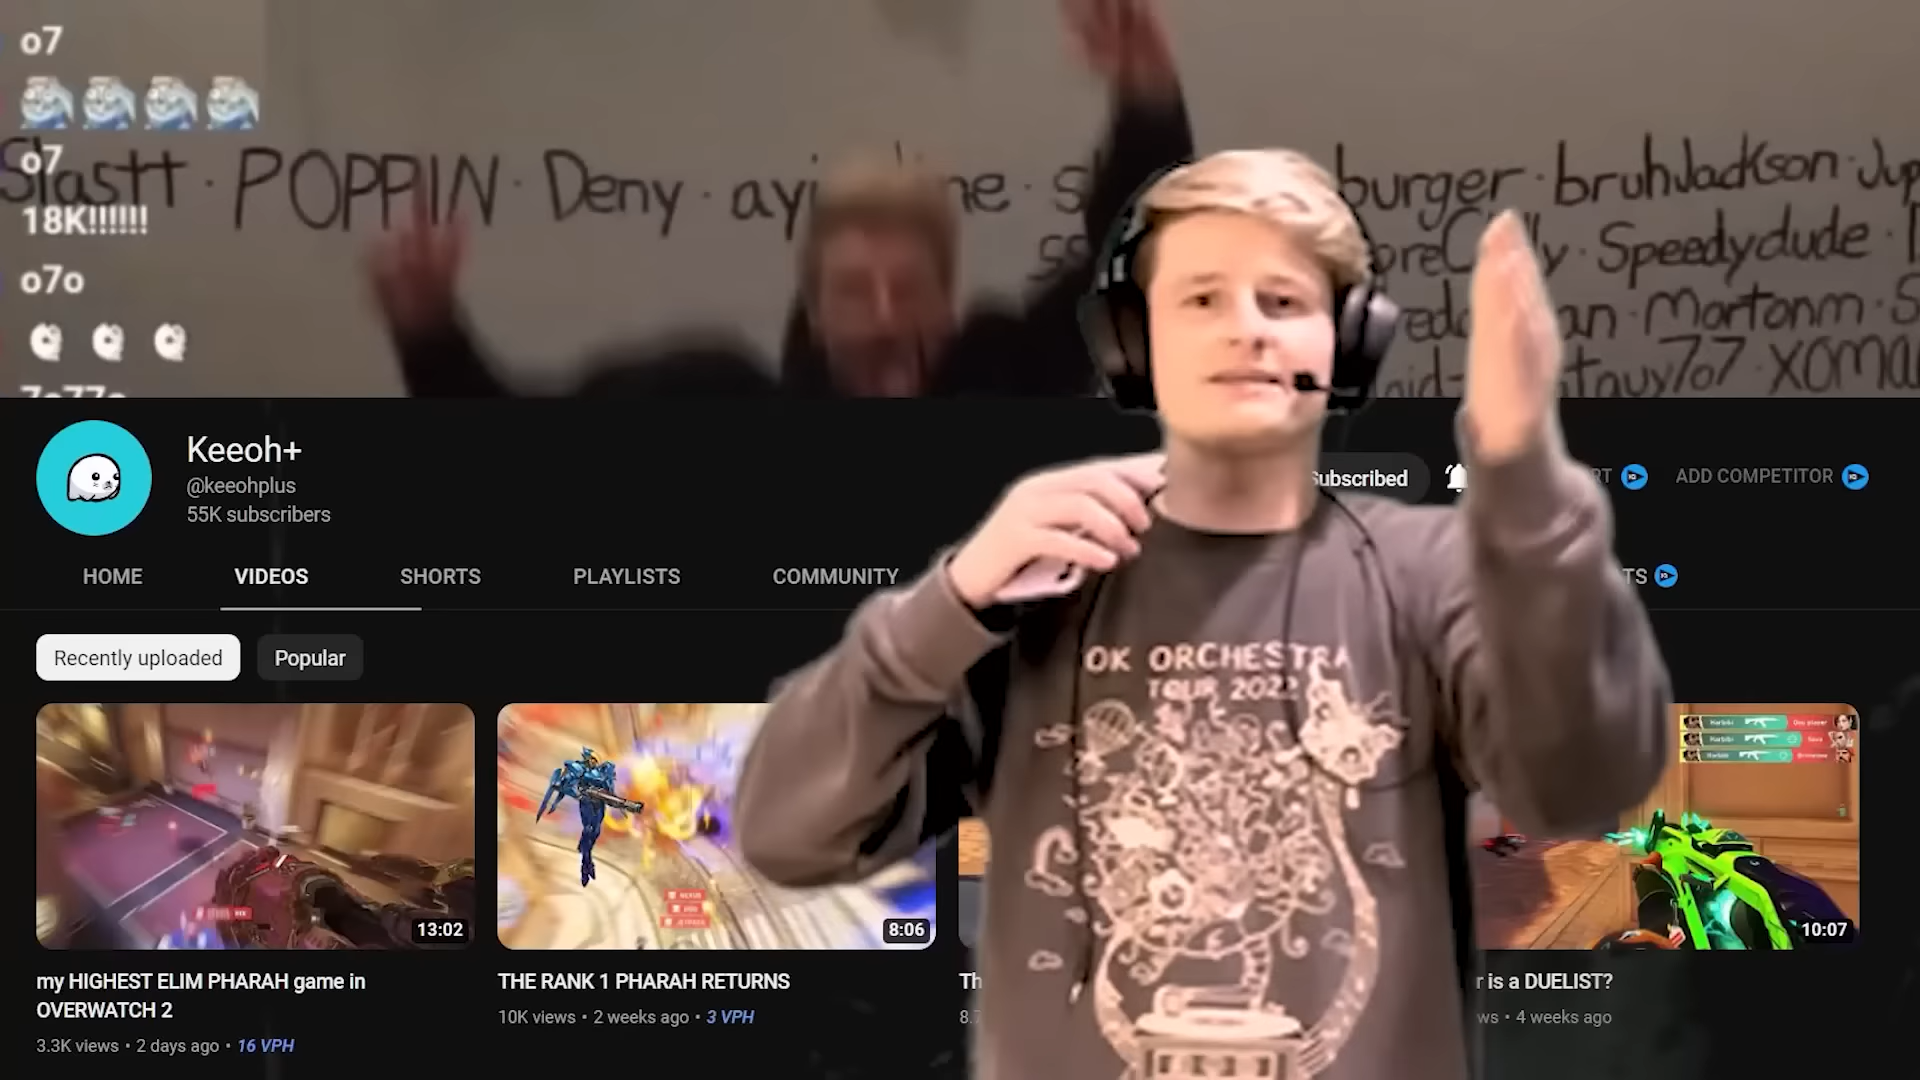 o7
o7
18K!!!!!!
o7o
Slastt · POPPIN · Deny ·
burger · bruhJackson ·
Speedydude ·
Mortonm ·
Keeoh+
@keeohplus
55K subscribers
Subscribed
ADD COMPETITOR
HOME VIDEOS SHORTS PLAYLISTS COMMUNITY
Recently uploaded Popular
OK ORCHESTRA
TOUR 2022
13:02
8:06
10:07
my HIGHEST ELIM PHARAH game in
OVERWATCH 2
3.3K views • 2 days ago • 16 VPH
THE RANK 1 PHARAH RETURNS
10K views • 2 weeks ago • 3 VPH
is a DUELIST?
• 4 weeks ago